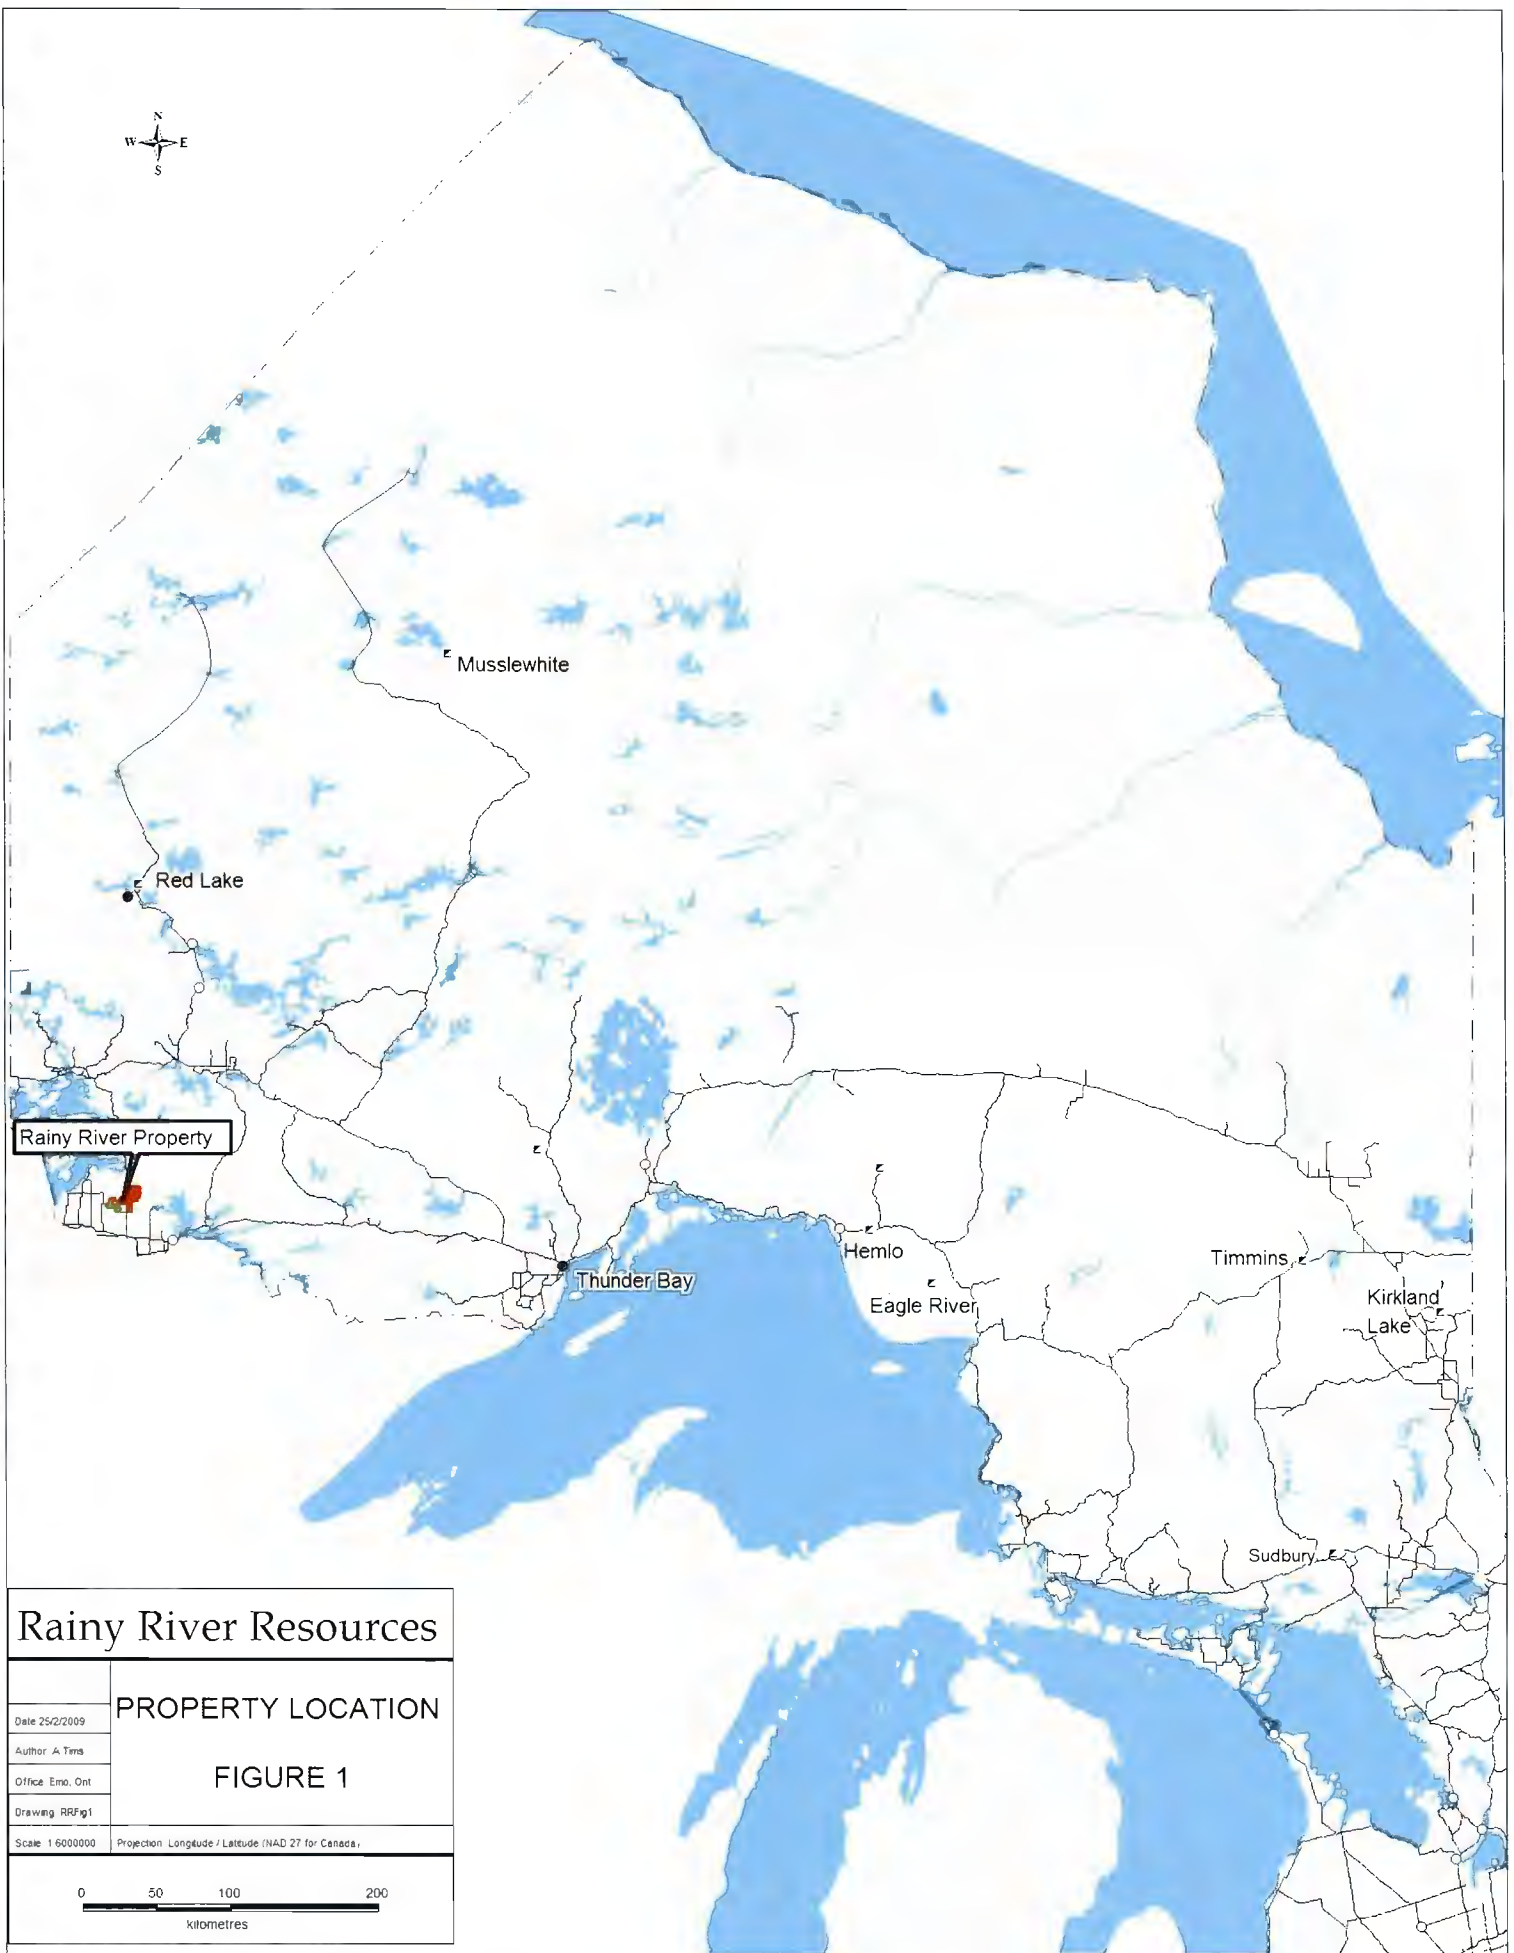 N
W E
S
Musslewhite
Red Lake
Rainy River Property
Thunder Bay
Hemlo
Eagle River
Timmins
Kirkland
Lake
Sudbury
Rainy River Resources
PROPERTY LOCATION
FIGURE 1
Date 25/2/2009
Author A Tims
Office Emo, Ont
Drawing RRFig1
Scale 1 6000000
Projection Longitude / Latitude (NAD 27 for Canada)
0 50 100 200
kilometres